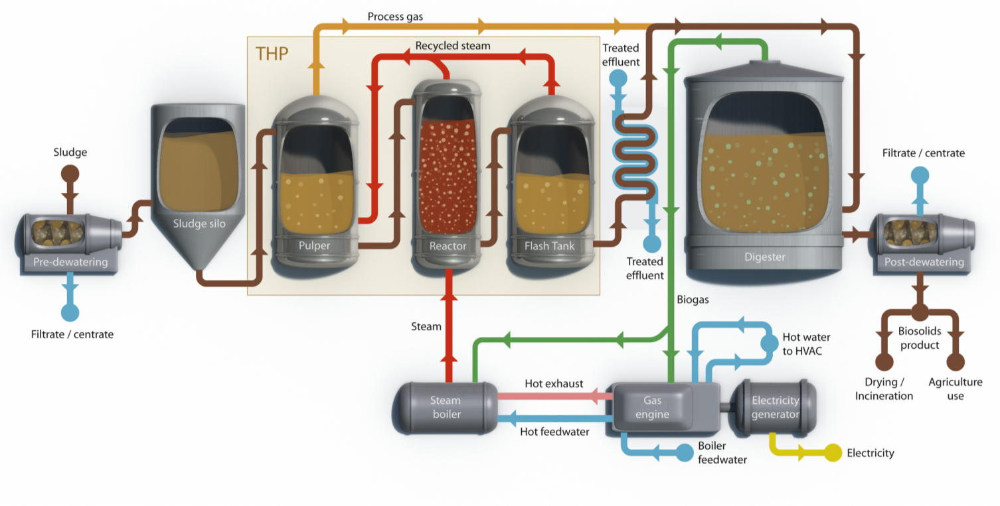 Process gas
THP
Recycled steam
Treated
effluent
Sludge
Filtrate / centrate
Sludge silo
Pulper
Reactor
Flash Tank
Digester
Pre-dewatering
Post-dewatering
Treated
effluent
Filtrate / centrate
Biogas
Steam
Biosolids
product
Hot water
to HVAC
Drying /
Incineration
Agriculture
use
Hot exhaust
Steam
boiler
Gas
engine
Electricity
generator
Hot feedwater
Boiler
feedwater
Electricity